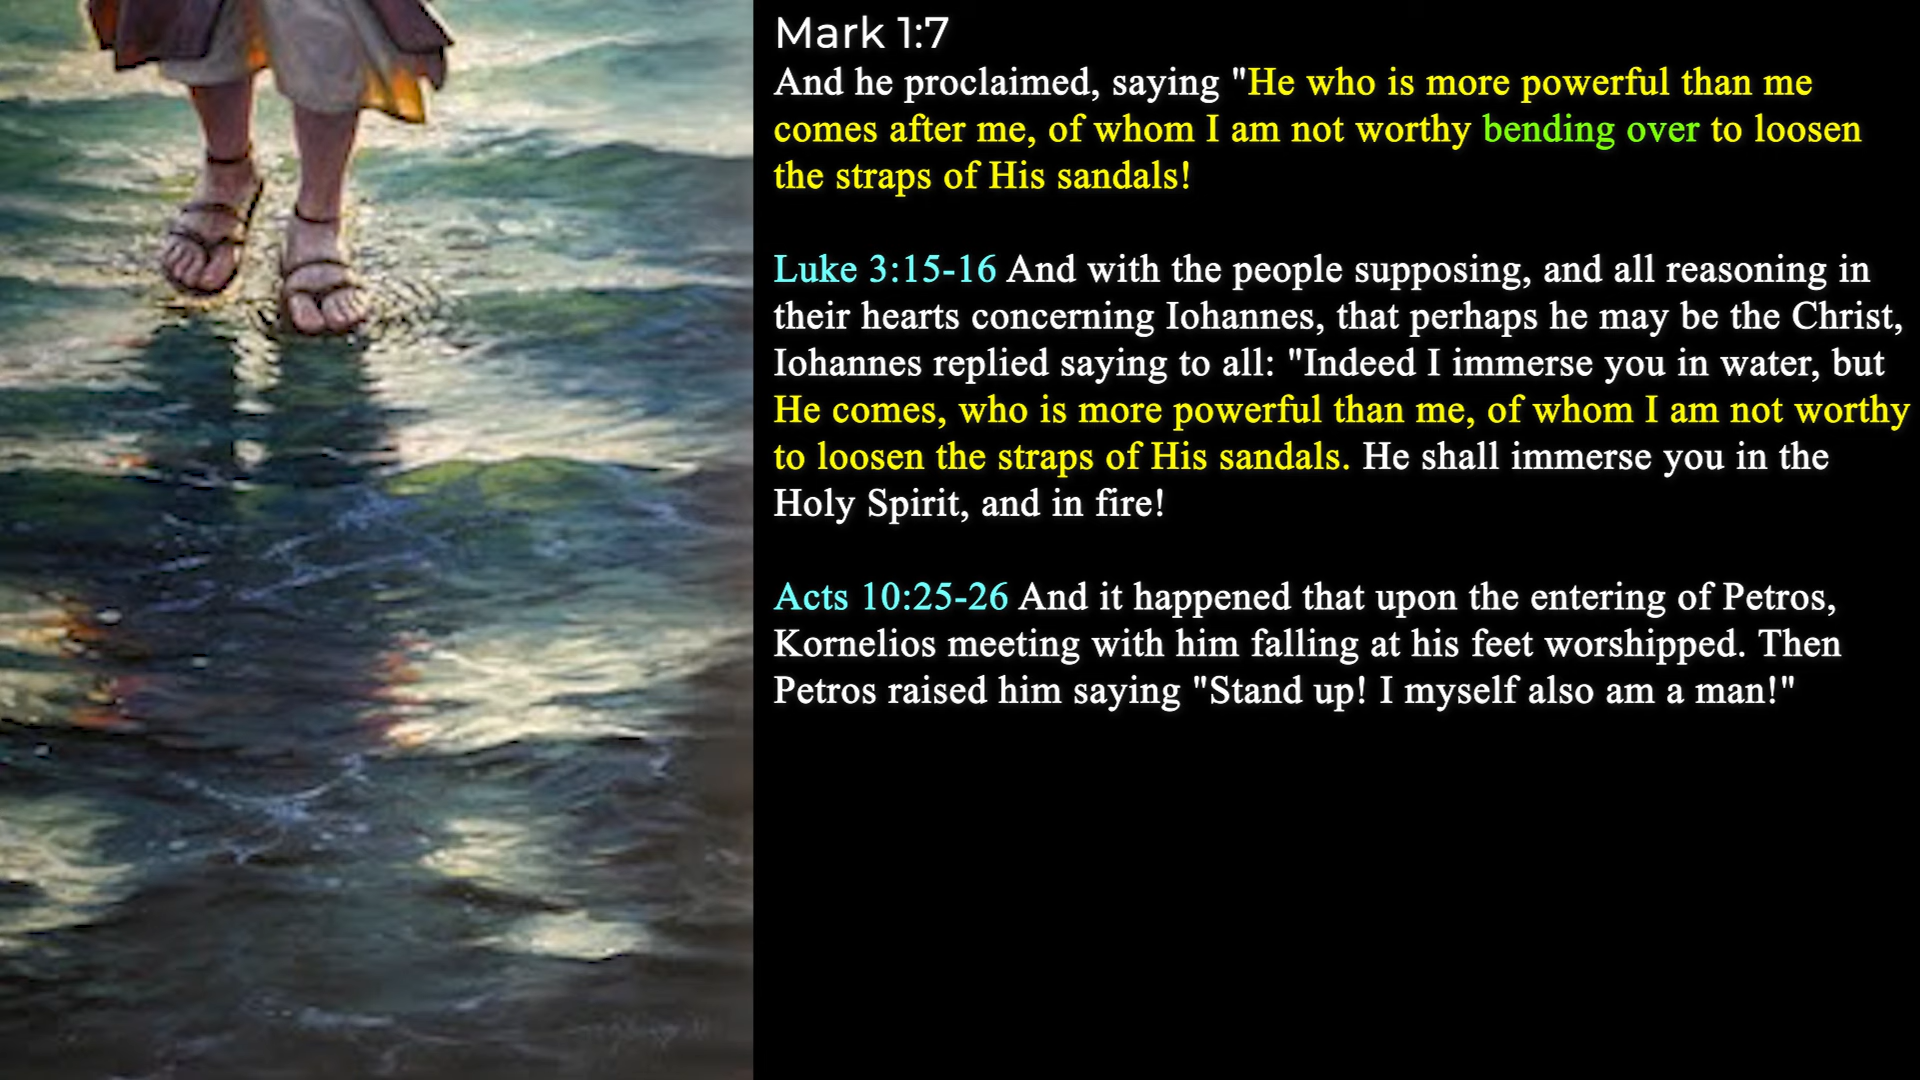 Mark 1:7
And he proclaimed, saying "He who is more powerful than me
comes after me, of whom I am not worthy bending over to loosen
the straps of His sandals!
Luke 3:15-16 And with the people supposing, and all reasoning in
their hearts concerning Iohannes, that perhaps he may be the Christ,
Iohannes replied saying to all: "Indeed I immerse you in water, but
He comes, who is more powerful than me, of whom I am not worthy
to loosen the straps of His sandals. He shall immerse you in the
Holy Spirit, and in fire!
Acts 10:25-26 And it happened that upon the entering of Petros,
Kornelios meeting with him falling at his feet worshipped. Then
Petros raised him saying "Stand up! I myself also am a man!"